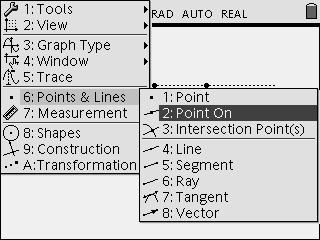 1: Tools
2: View
RAD AUTO REAL
3: Graph Type
4: Window
5: Trace
6: Points & Lines
7: Measurement
8: Shapes
9: Construction
A: Transformation
1: Point
2: Point On
3: Intersection Point(s)
4: Line
5: Segment
6: Ray
7: Tangent
8: Vector